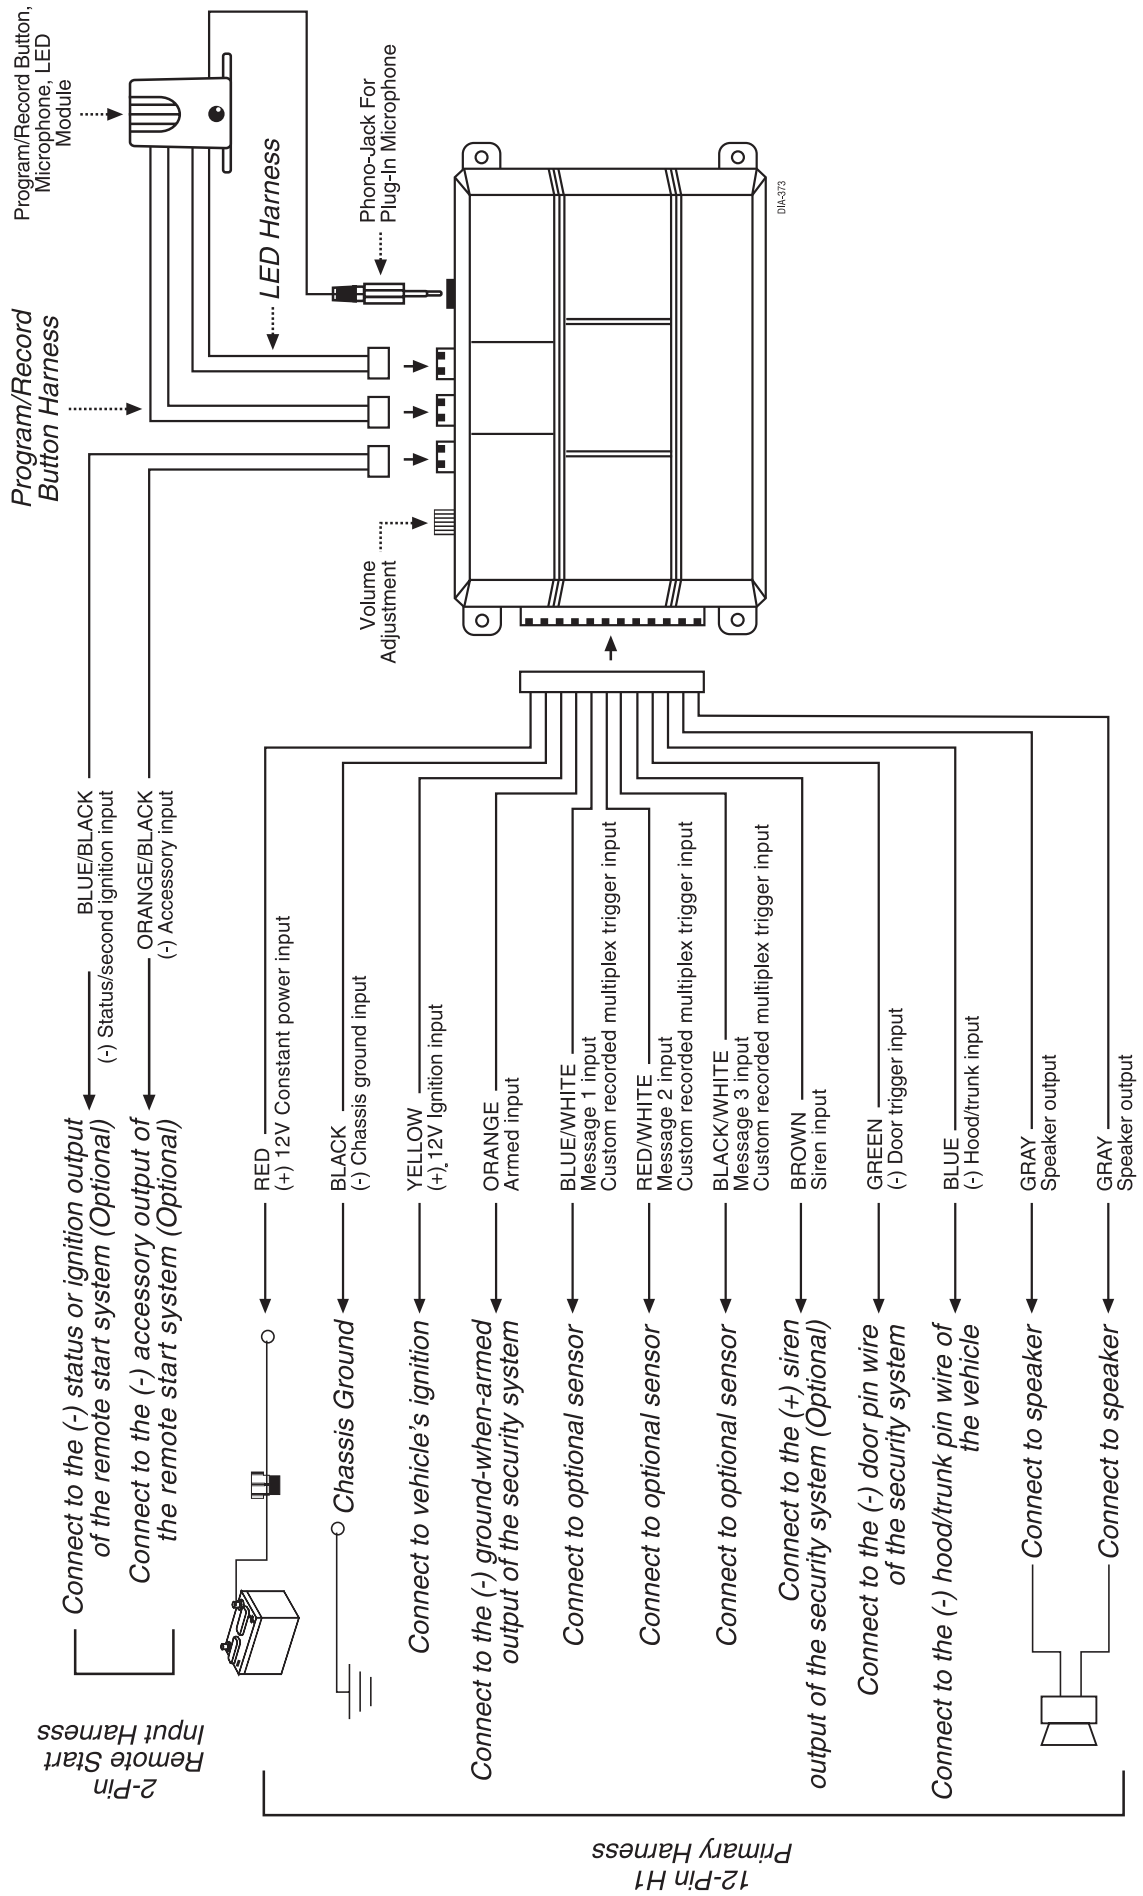 Program/Record Button,
Microphone, LED
Module
Program/Record
Button Harness
LED Harness
Phono-Jack For
Plug-In Microphone
Volume
Adjustment
DIA-373
2-Pin
Remote Start
Input Harness
Connect to the (-) status or ignition output
of the remote start system (Optional)
BLUE/BLACK
(-) Status/second ignition input
Connect to the (-) accessory output of
the remote start system (Optional)
ORANGE/BLACK
(-) Accessory input
12-Pin H1
Primary Harness
RED
(+) 12V Constant power input
Chassis Ground
BLACK
(-) Chassis ground input
Connect to vehicle's ignition
YELLOW
(+) 12V Ignition input
Connect to the (-) ground-when-armed
output of the security system
ORANGE
Armed input
Connect to optional sensor
BLUE/WHITE
Message 1 input
Custom recorded multiplex trigger input
Connect to optional sensor
RED/WHITE
Message 2 input
Custom recorded multiplex trigger input
Connect to optional sensor
BLACK/WHITE
Message 3 input
Custom recorded multiplex trigger input
Connect to the (+) siren
output of the security system (Optional)
BROWN
Siren input
Connect to the (-) door pin wire
of the security system
GREEN
(-) Door trigger input
Connect to the (-) hood/trunk pin wire of
the vehicle
BLUE
(-) Hood/trunk input
Connect to speaker
GRAY
Speaker output
Connect to speaker
GRAY
Speaker output